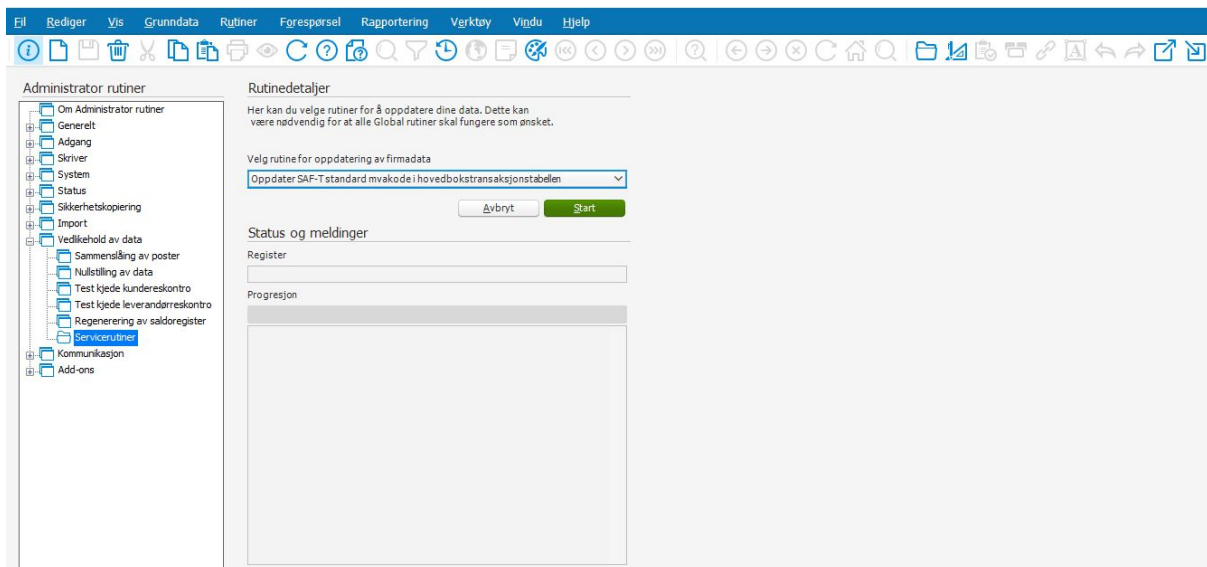 Fil Rediger Vis Grunndata Rutiner Forespørsel Rapportering Verktøy Vindu Hjelp
Administrator rutiner
Om Administrator rutiner
Generelt
Adgang
Skriver
System
Status
Sikkerhetskopiering
Import
Vedlikehold av data
Sammenslåing av poster
Nullstilling av data
Test kjede kundereskontro
Test kjede leverandørreskontro
Regenerering av saldoregister
Servicerutiner
Kommunikasjon
Add-ons
Rutinedetaljer
Her kan du velge rutiner for å oppdatere dine data. Dette kan
være nødvendig for at alle Global rutiner skal fungere som ønsket.
Velg rutine for oppdatering av firmadata
Oppdater SAF-T standard mvakode i hovedbokstransaksjonstabellen
Avbryt Start
Status og meldinger
Register
Progresjon